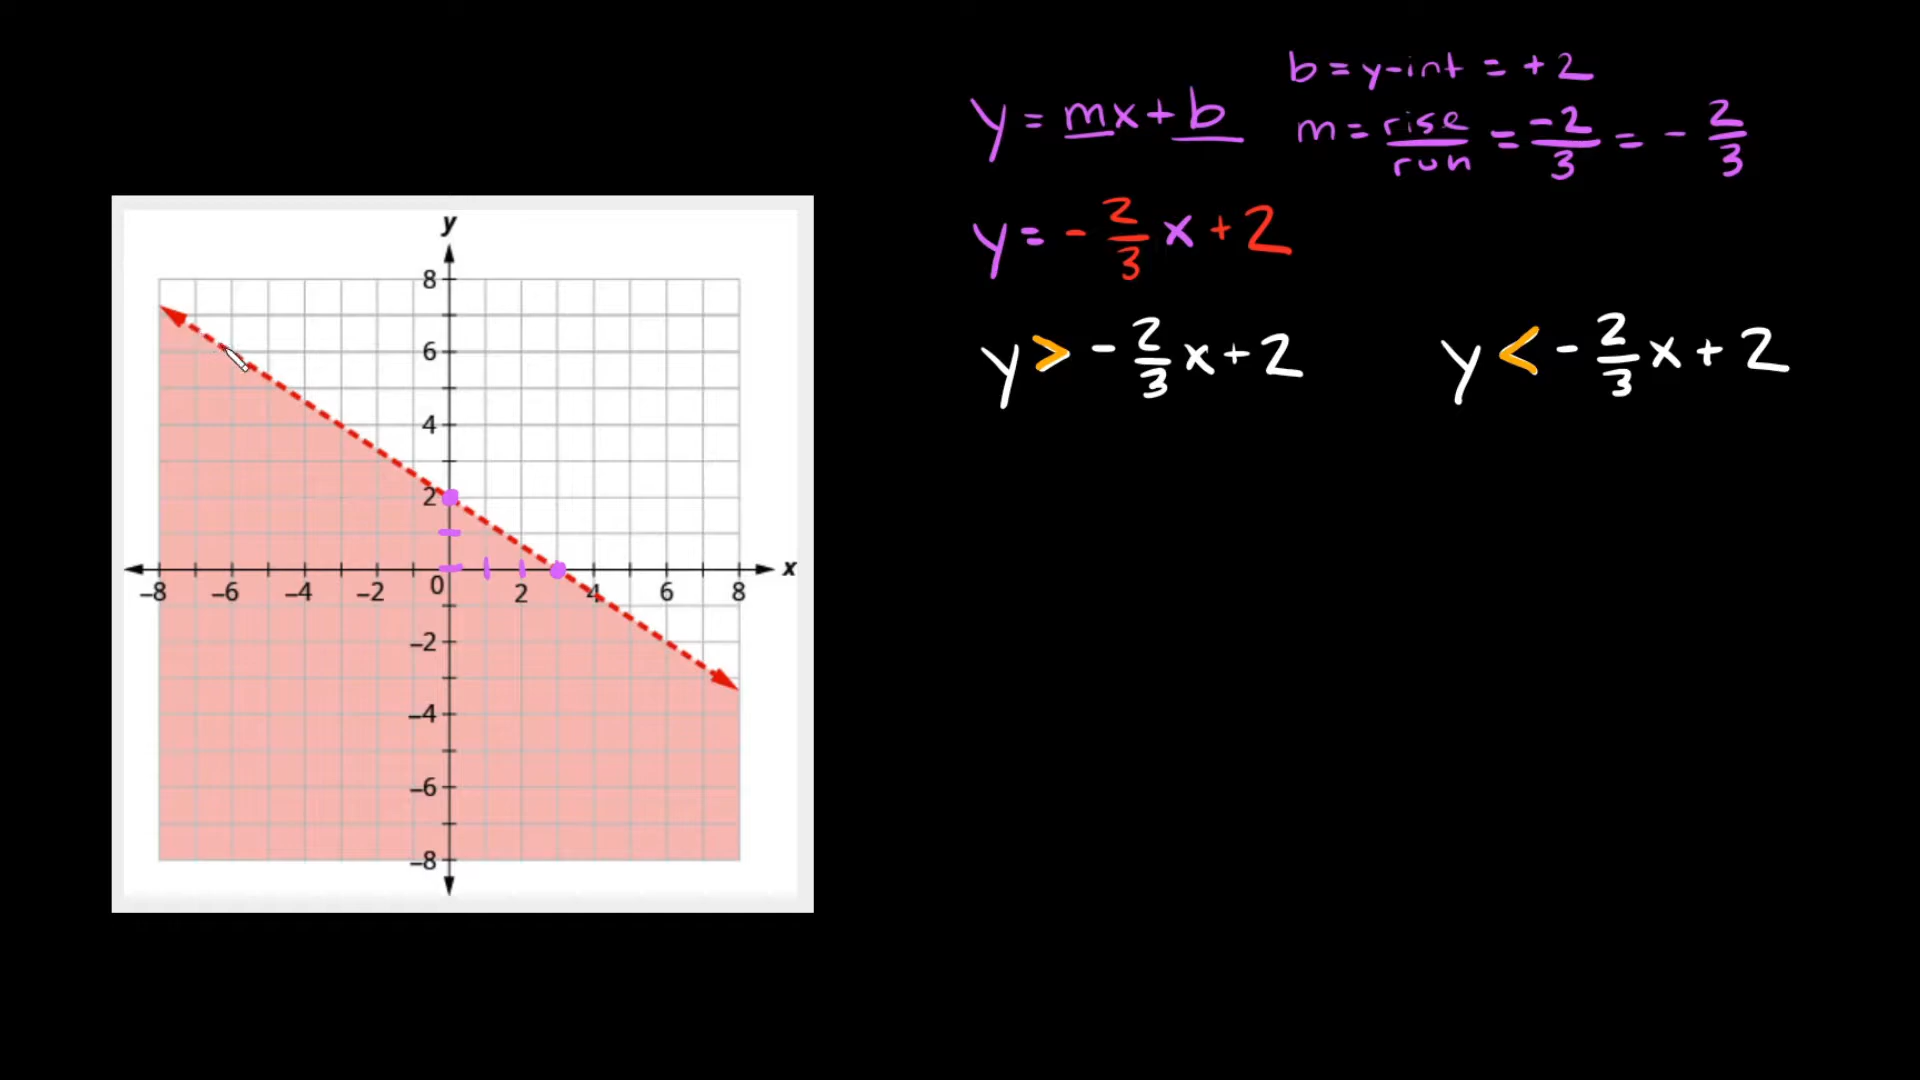 b = y-int = +2
y = mx + b
m = rise/run = -2/3 = - 2/3
y = - 2/3 x + 2
y > - 2/3 x + 2
y < - 2/3 x + 2
y
8
6
4
2
x
–8 –6 –4 –2 0 2 4 6 8
–2
–4
–6
–8